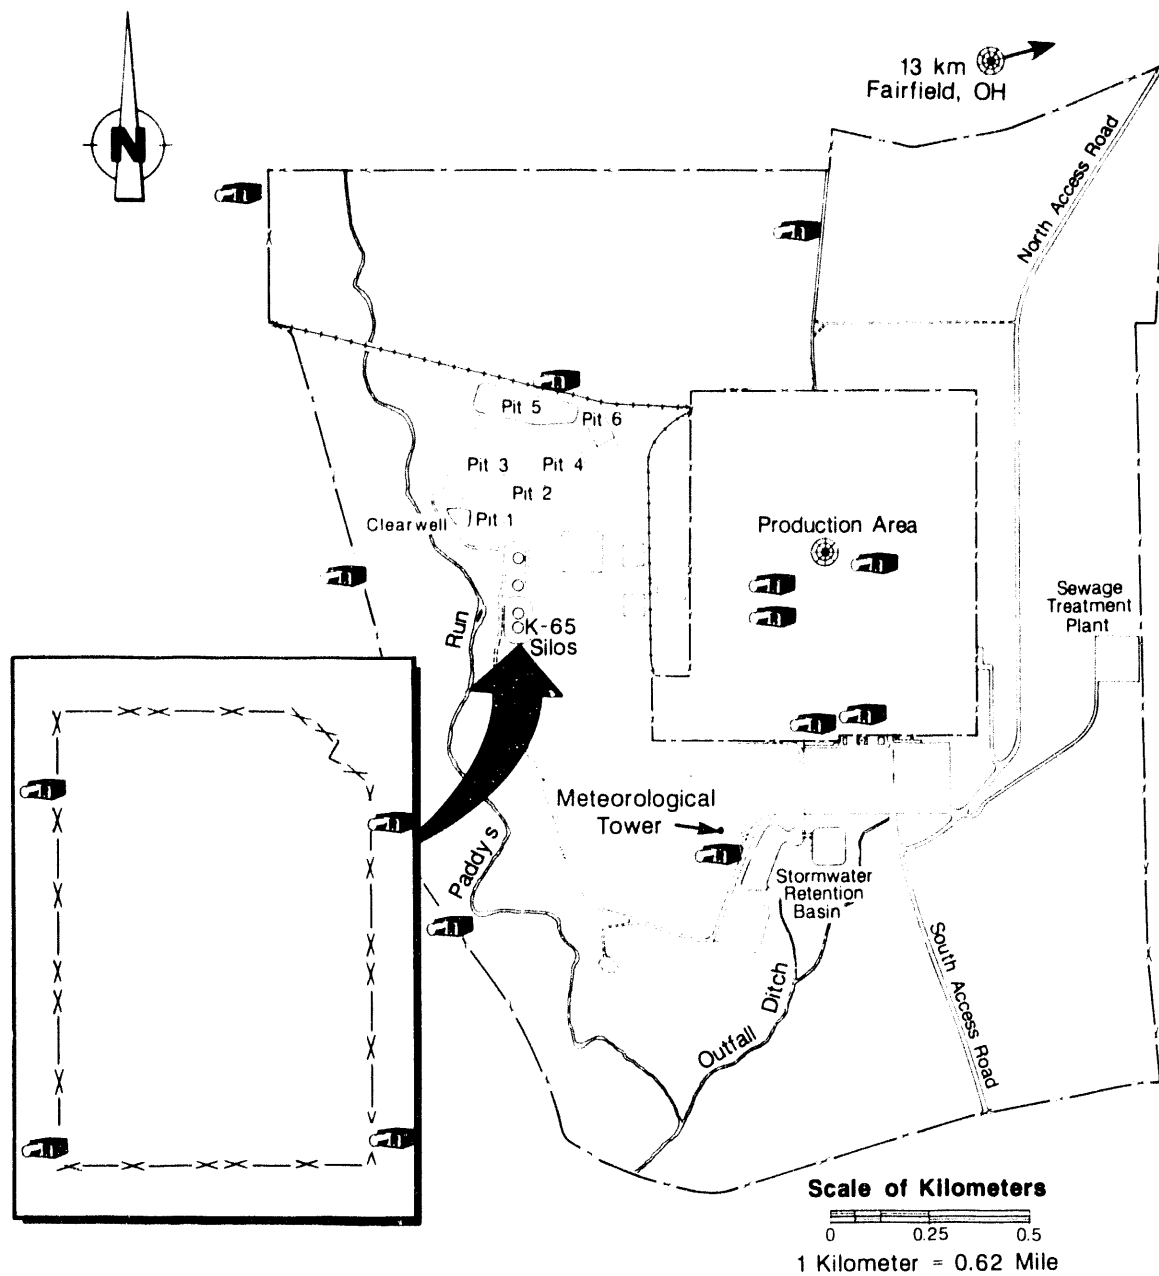 N
13 km
Fairfield, OH
North Access Road
Pit 5
Pit 6
Pit 3
Pit 4
Pit 2
Clearwell
Pit 1
Production Area
Sewage
Treatment
Plant
K-65
Silos
Paddy s Run
Meteorological
Tower
Stormwater
Retention
Basin
Outfall Ditch
South Access Road
Scale of Kilometers
0 0.25 0.5
1 Kilometer = 0.62 Mile